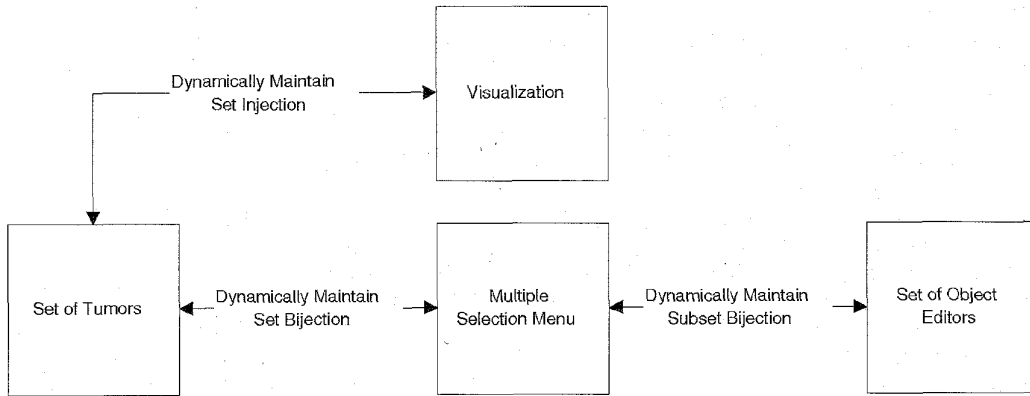 Dynamically Maintain
Set Injection
Visualization
Set of Tumors
Dynamically Maintain
Set Bijection
Multiple
Selection Menu
Dynamically Maintain
Subset Bijection
Set of Object
Editors